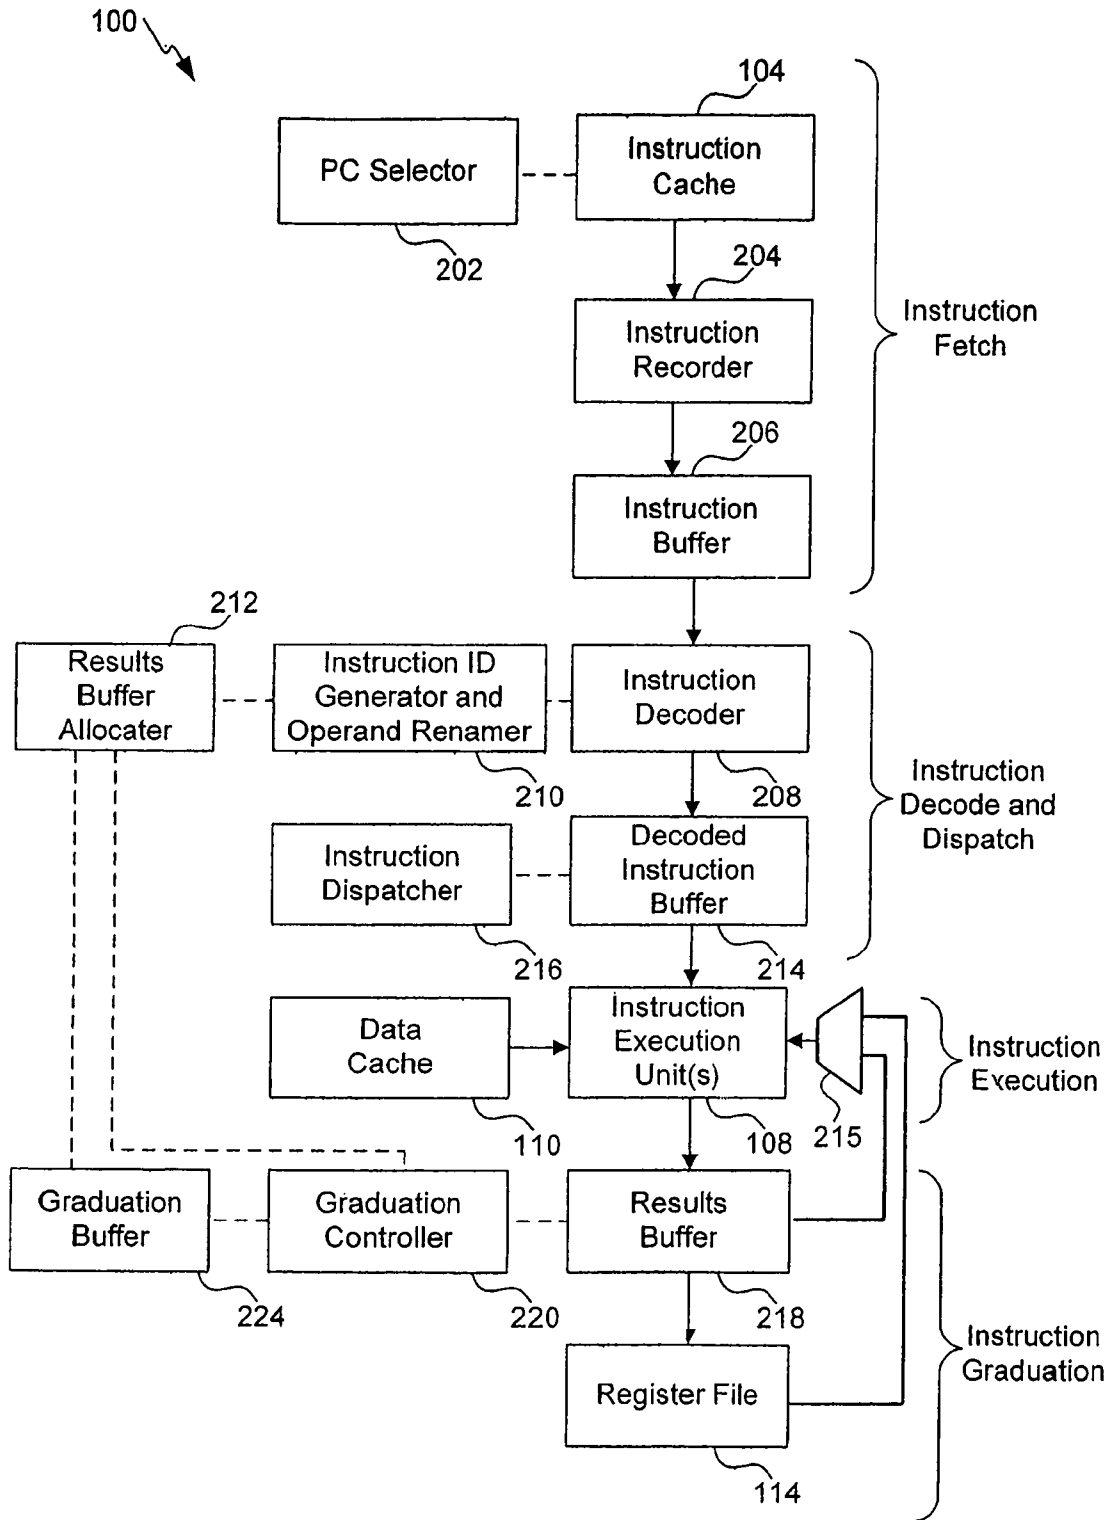 100
104
PC Selector
Instruction
Cache
202
204
Instruction
Recorder
Instruction
Fetch
206
Instruction
Buffer
212
Results
Buffer
Allocater
Instruction ID
Generator and
Operand Renamer
Instruction
Decoder
210
208
Instruction
Decode and
Dispatch
Instruction
Dispatcher
Decoded
Instruction
Buffer
216
214
Data
Cache
Instruction
Execution
Unit(s)
Instruction
Execution
110
108
215
Graduation
Buffer
Graduation
Controller
Results
Buffer
224
220
218
Instruction
Graduation
Register File
114